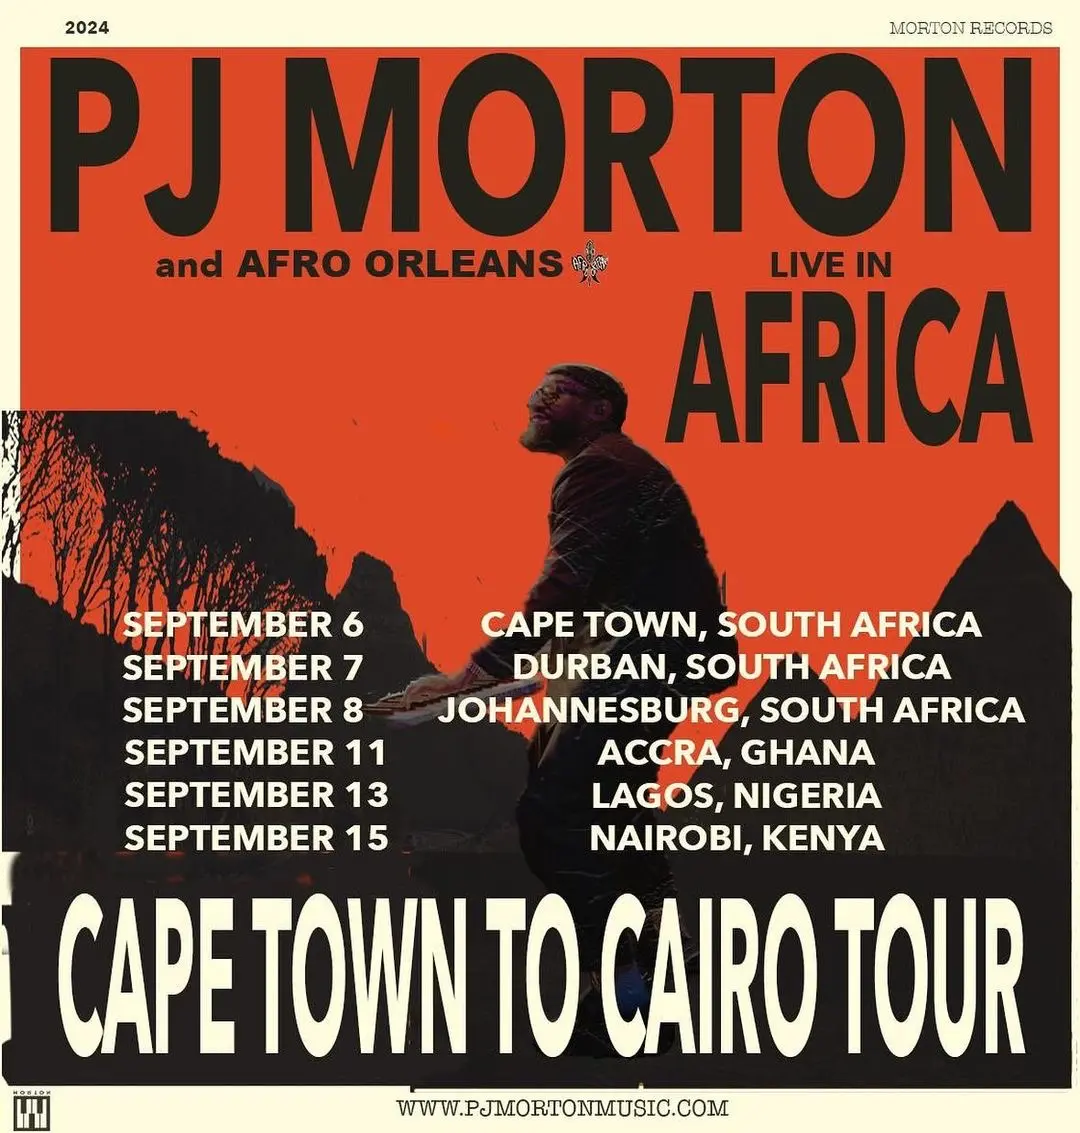 2024
MORTON RECORDS
PJ MORTON
and AFRO ORLEANS
LIVE IN
AFRICA
SEPTEMBER 6 CAPE TOWN, SOUTH AFRICA
SEPTEMBER 7 DURBAN, SOUTH AFRICA
SEPTEMBER 8 JOHANNESBURG, SOUTH AFRICA
SEPTEMBER 11 ACCRA, GHANA
SEPTEMBER 13 LAGOS, NIGERIA
SEPTEMBER 15 NAIROBI, KENYA
CAPE TOWN TO CAIRO TOUR
WWW.PJMORTONMUSIC.COM